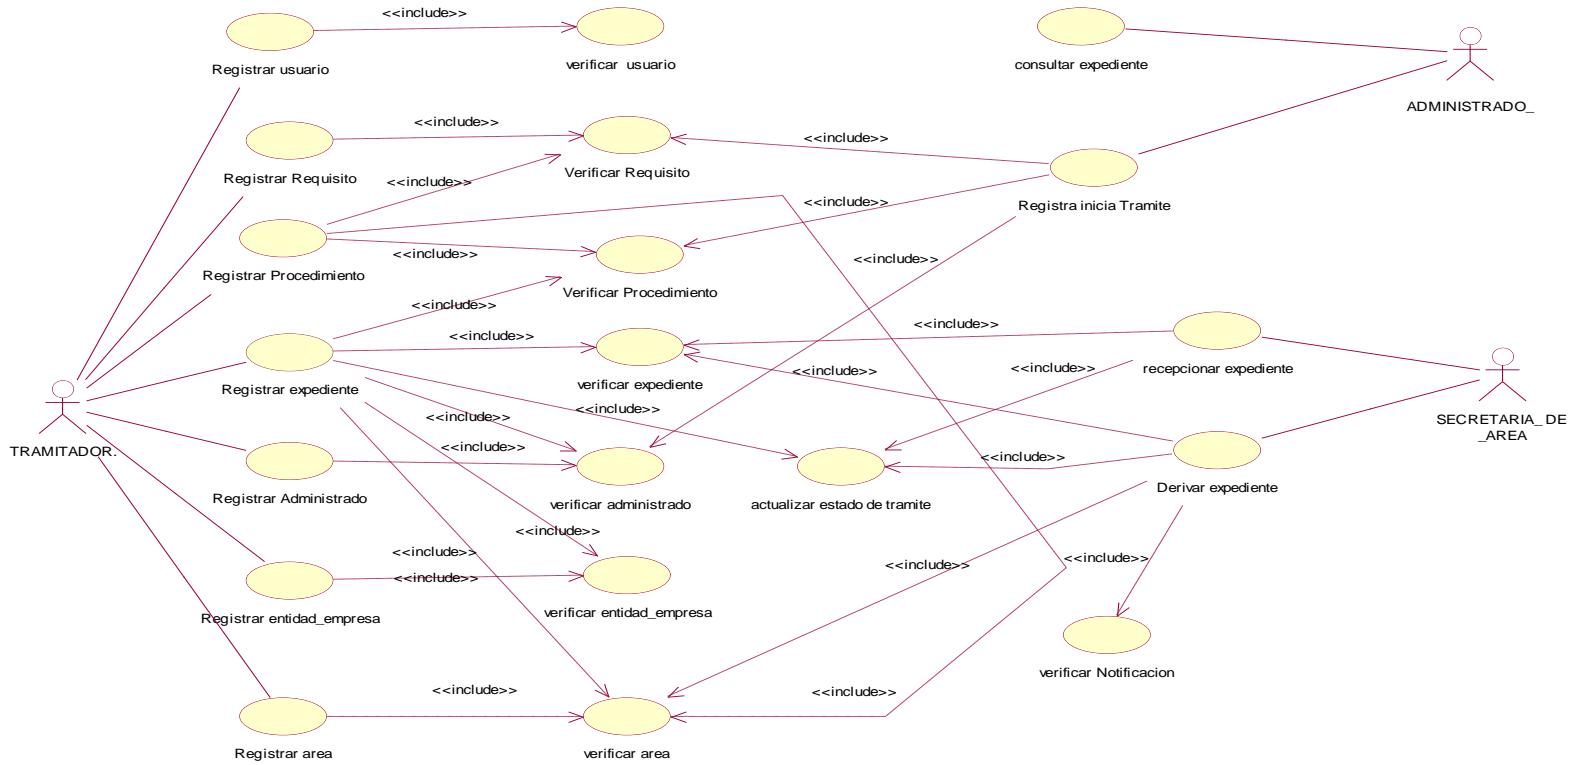 <<include>>
Registrar usuario
verificar  usuario
consultar expediente
ADMINISTRADO_
<<include>>
<<include>>
Registrar Requisito
Verificar Requisito
<<include>>
<<include>>
Registra inicia Tramite
Registrar Procedimiento
<<include>>
<<include>>
<<include>>
Verificar Procedimiento
<<include>>
<<include>>
<<include>>
Registrar expediente
verificar expediente
<<include>>
<<include>>
recepcionar expediente
TRAMITADOR.
<<include>>
<<include>>
SECRETARIA_ DE
_AREA
<<include>>
<<include>>
Registrar Administrado
verificar administrado
actualizar estado de tramite
Derivar expediente
<<include>>
<<include>>
<<include>>
<<include>>
<<include>>
Registrar entidad_empresa
verificar entidad_empresa
verificar Notificacion
<<include>>
<<include>>
Registrar area
verificar area